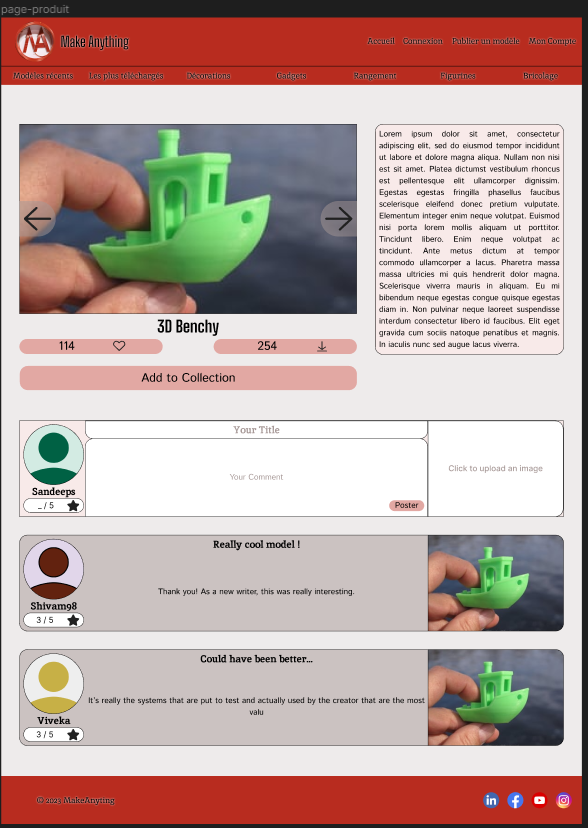 page-produit
Make Anything
Accueil Connexion Publier un modèle Mon Compte
Modèles récents Les plus téléchargés Décorations Gadgets Rangement Figurines Bricolage
Lorem ipsum dolor sit amet, consectetur
adipiscing elit, sed do eiusmod tempor incididunt
ut labore et dolore magna aliqua. Nullam non nisi
est sit amet. Platea dictumst vestibulum rhoncus
est pellentesque elit ullamcorper dignissim.
Egestas egestas fringilla phasellus faucibus
scelerisque eleifend donec pretium vulputate.
Elementum integer enim neque volutpat. Euismod
nisi porta lorem mollis aliquam ut porttitor.
Tincidunt libero. Enim neque volutpat ac
tincidunt. Ante metus dictum at tempor
commodo ullamcorper a lacus. Pharetra massa
massa ultricies mi quis hendrerit dolor magna.
Scelerisque viverra mauris in aliquam. Eu mi
bibendum neque egestas congue quisque egestas
diam in. Non pulvinar neque laoreet suspendisse
interdum consectetur libero id faucibus. Elit eget
gravida cum sociis natoque penatibus et magnis.
In iaculis nunc sed augue lacus viverra.
3D Benchy
114
254
Add to Collection
Your Title
Your Comment
Click to upload an image
Sandeeps
_ / 5
Poster
Really cool model !
Thank you! As a new writer, this was really interesting.
Shivam98
3 / 5
Could have been better...
It's really the systems that are put to test and actually used by the creator that are the most
valu
Viveka
3 / 5
© 2023 MakeAnything